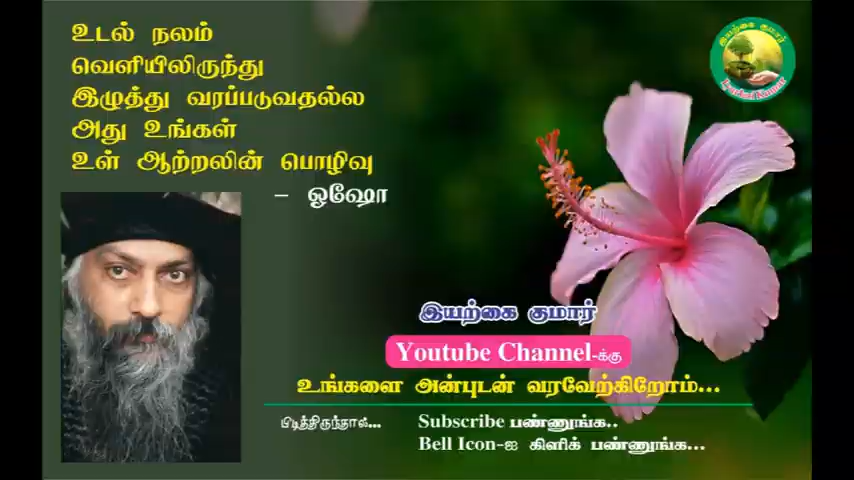 உடல் நலம்
வெளியிலிருந்து
இழுத்து வரப்படுவதல்ல
அது உங்கள்
உள் ஆற்றலின் பொழிவு
- ஓஷோ
இயற்கை குமார்
இயற்கை குமார்
Youtube Channel-க்கு
உங்களை அன்புடன் வரவேற்கிறோம்...
பிடித்திருந்தால்... Subscribe பண்ணுங்க..
Bell Icon-ஐ கிளிக் பண்ணுங்க...